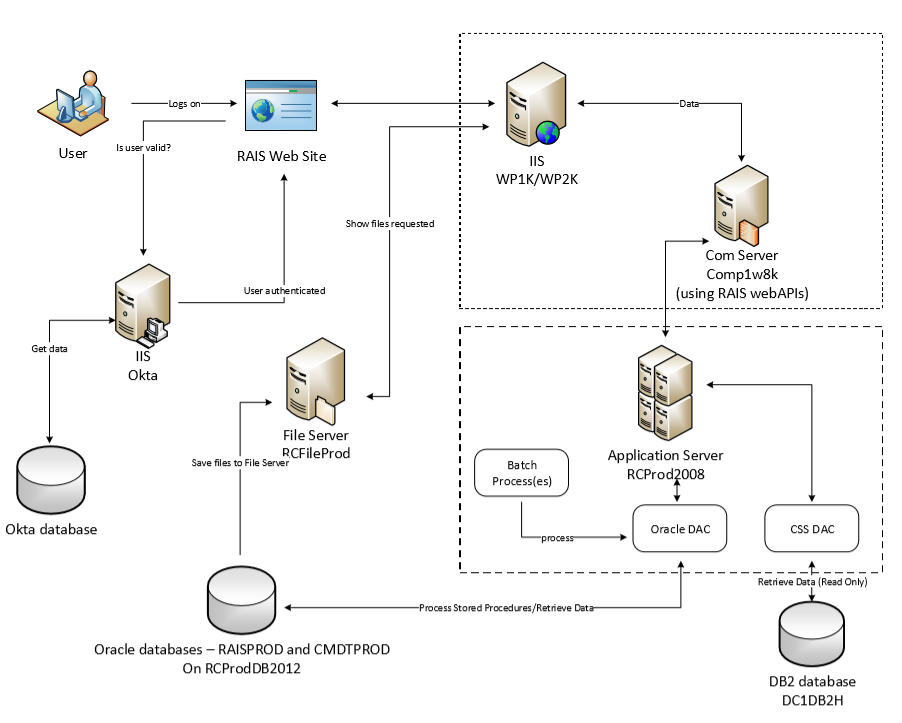 Logs on
User
Is user valid?
RAIS Web Site
IIS
WP1K/WP2K
Data
Show files requested
Com Server
Comp1w8k
(using RAIS webAPIs)
User authenticated
Get data
IIS
Okta
File Server
RCFileProd
Save files to File Server
Okta database
Application Server
RCProd2008
Batch
Process(es)
process
Oracle DAC
CSS DAC
Retrieve Data (Read Only)
Process Stored Procedures/Retrieve Data
Oracle databases – RAISPROD and CMDTPROD
On RCProdDB2012
DB2 database
DC1DB2H